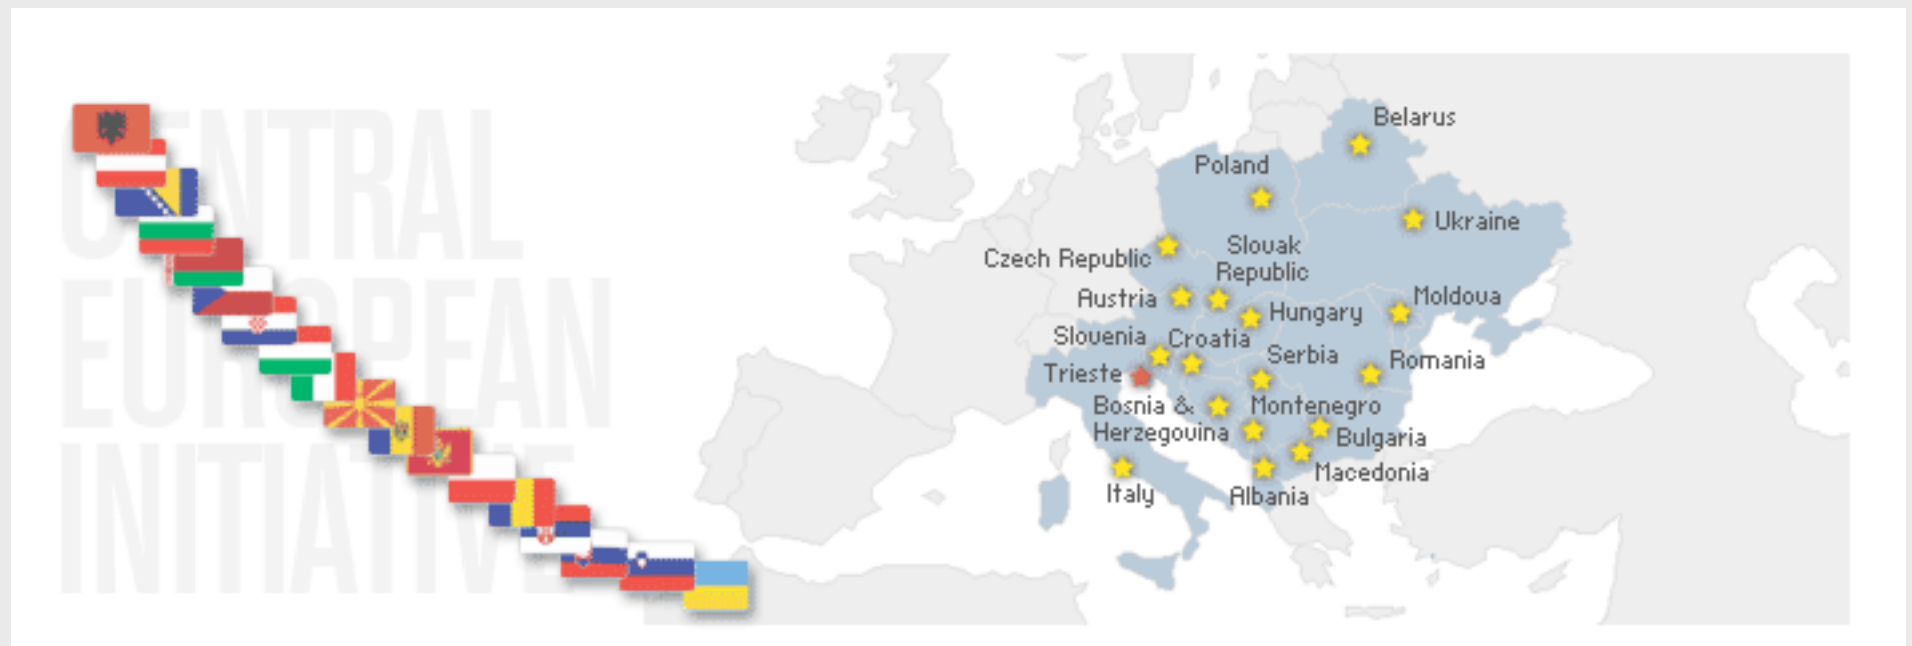 CENTRAL
EUROPEAN
INITIATIVE
Belarus
Poland
Ukraine
Czech Republic
Slovak
Republic
Austria
Hungary
Moldova
Slovenia
Croatia
Serbia
Romania
Trieste
Bosnia &
Herzegovina
Montenegro
Bulgaria
Macedonia
Italy
Albania